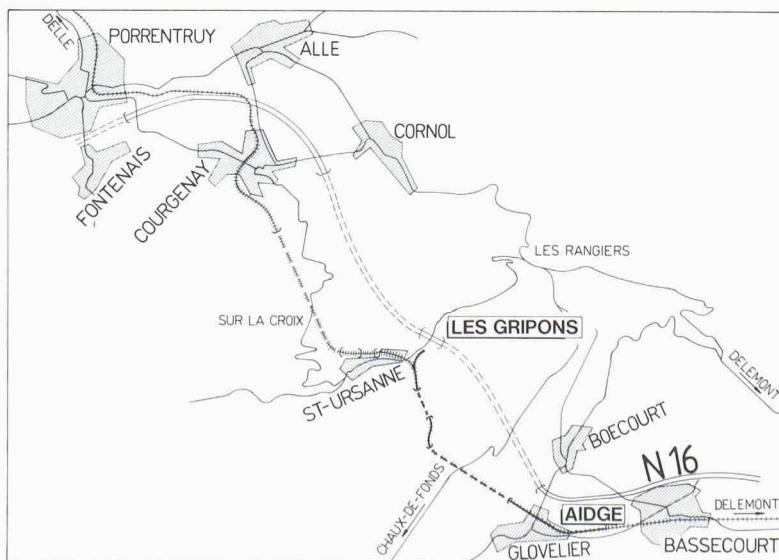 DELLE
PORRENTRUY
ALLE
CORNOL
FONTENAIS
COURGENAY
LES RANGIERS
SUR LA CROIX
LES GRIPONS
ST-URSANNE
DELEMONT
BOECOURT
N 16
CHAUX-DE-FONDS
AIDGE
DELEMONT
GLOVELIER
BASSECOURT